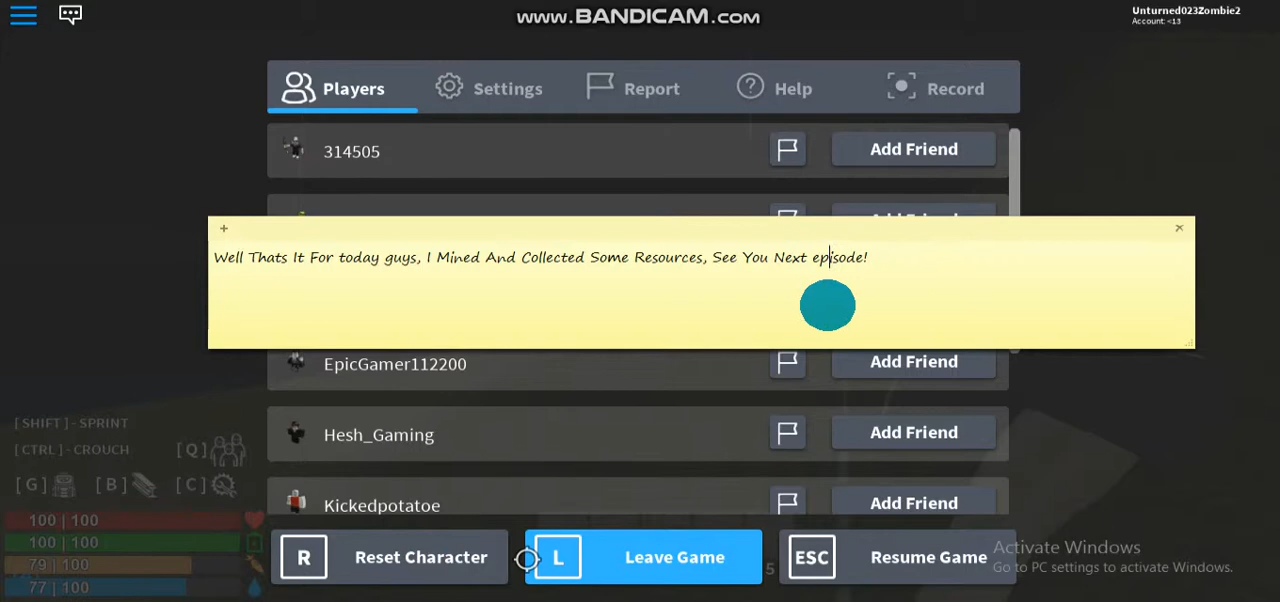 www.BANDICAM.com
Unturned023Zombie2
Account: <13
Players
Settings
Report
Help
Record
314505
Add Friend
+
×
Well Thats It For today guys, I Mined And Collected Some Resources, See You Next episode!
EpicGamer112200
Add Friend
Hesh_Gaming
Add Friend
Kickedpotatoe
Add Friend
[SHIFT] - SPRINT
[CTRL] - CROUCH
[Q]
[G] [B] [C]
100 | 100
100 | 100
79 | 100
77 | 100
R Reset Character
L Leave Game
ESC Resume Game
5
Activate Windows
Go to PC settings to activate Windows.